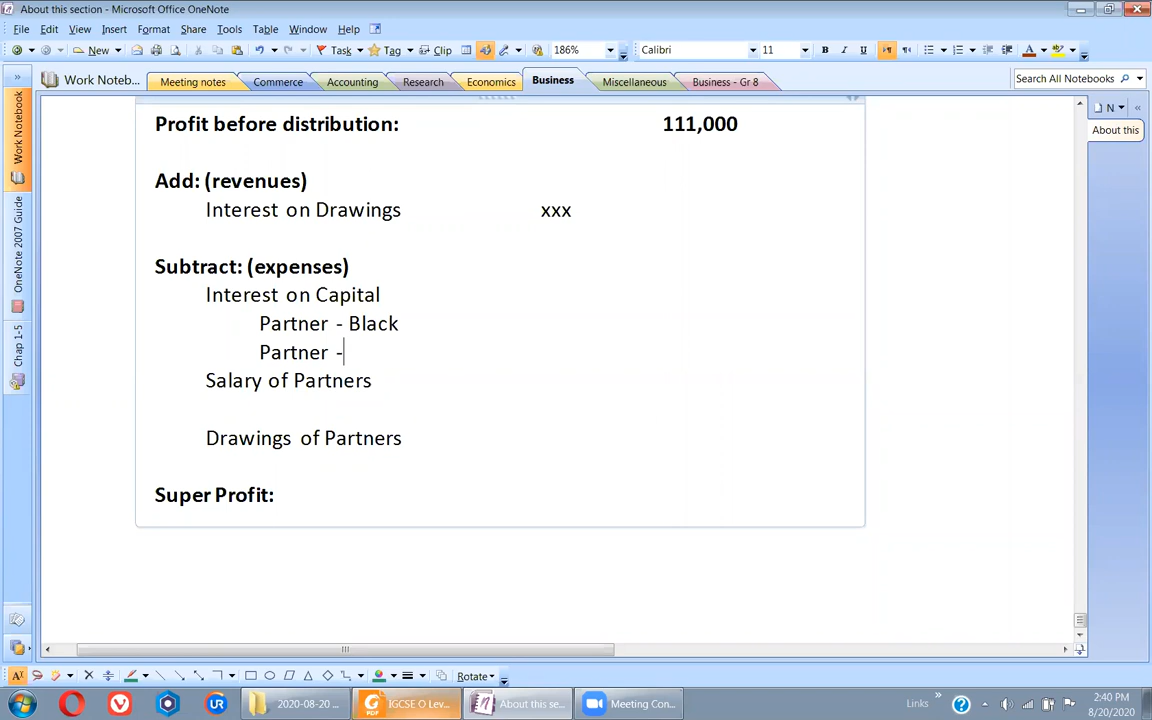 About this section - Microsoft Office OneNote
File Edit View Insert Format Share Tools Table Window Help
New Task Tag Clip 186% Calibri 11 B I U A
» Work Noteb... Meeting notes Commerce Accounting Research Economics Business Miscellaneous Business - Gr 8 Search All Notebooks
Work Notebook
OneNote 2007 Guide
Chap 1-5
N «
About this
Profit before distribution: 111,000
Add: (revenues)
Interest on Drawings xxx
Subtract: (expenses)
Interest on Capital
Partner - Black
Partner -
Salary of Partners
Drawings of Partners
Super Profit:
Rotate
2020-08-20 ... IGCSE O Lev... About this se... Meeting Con... Links » 2:40 PM
8/20/2020